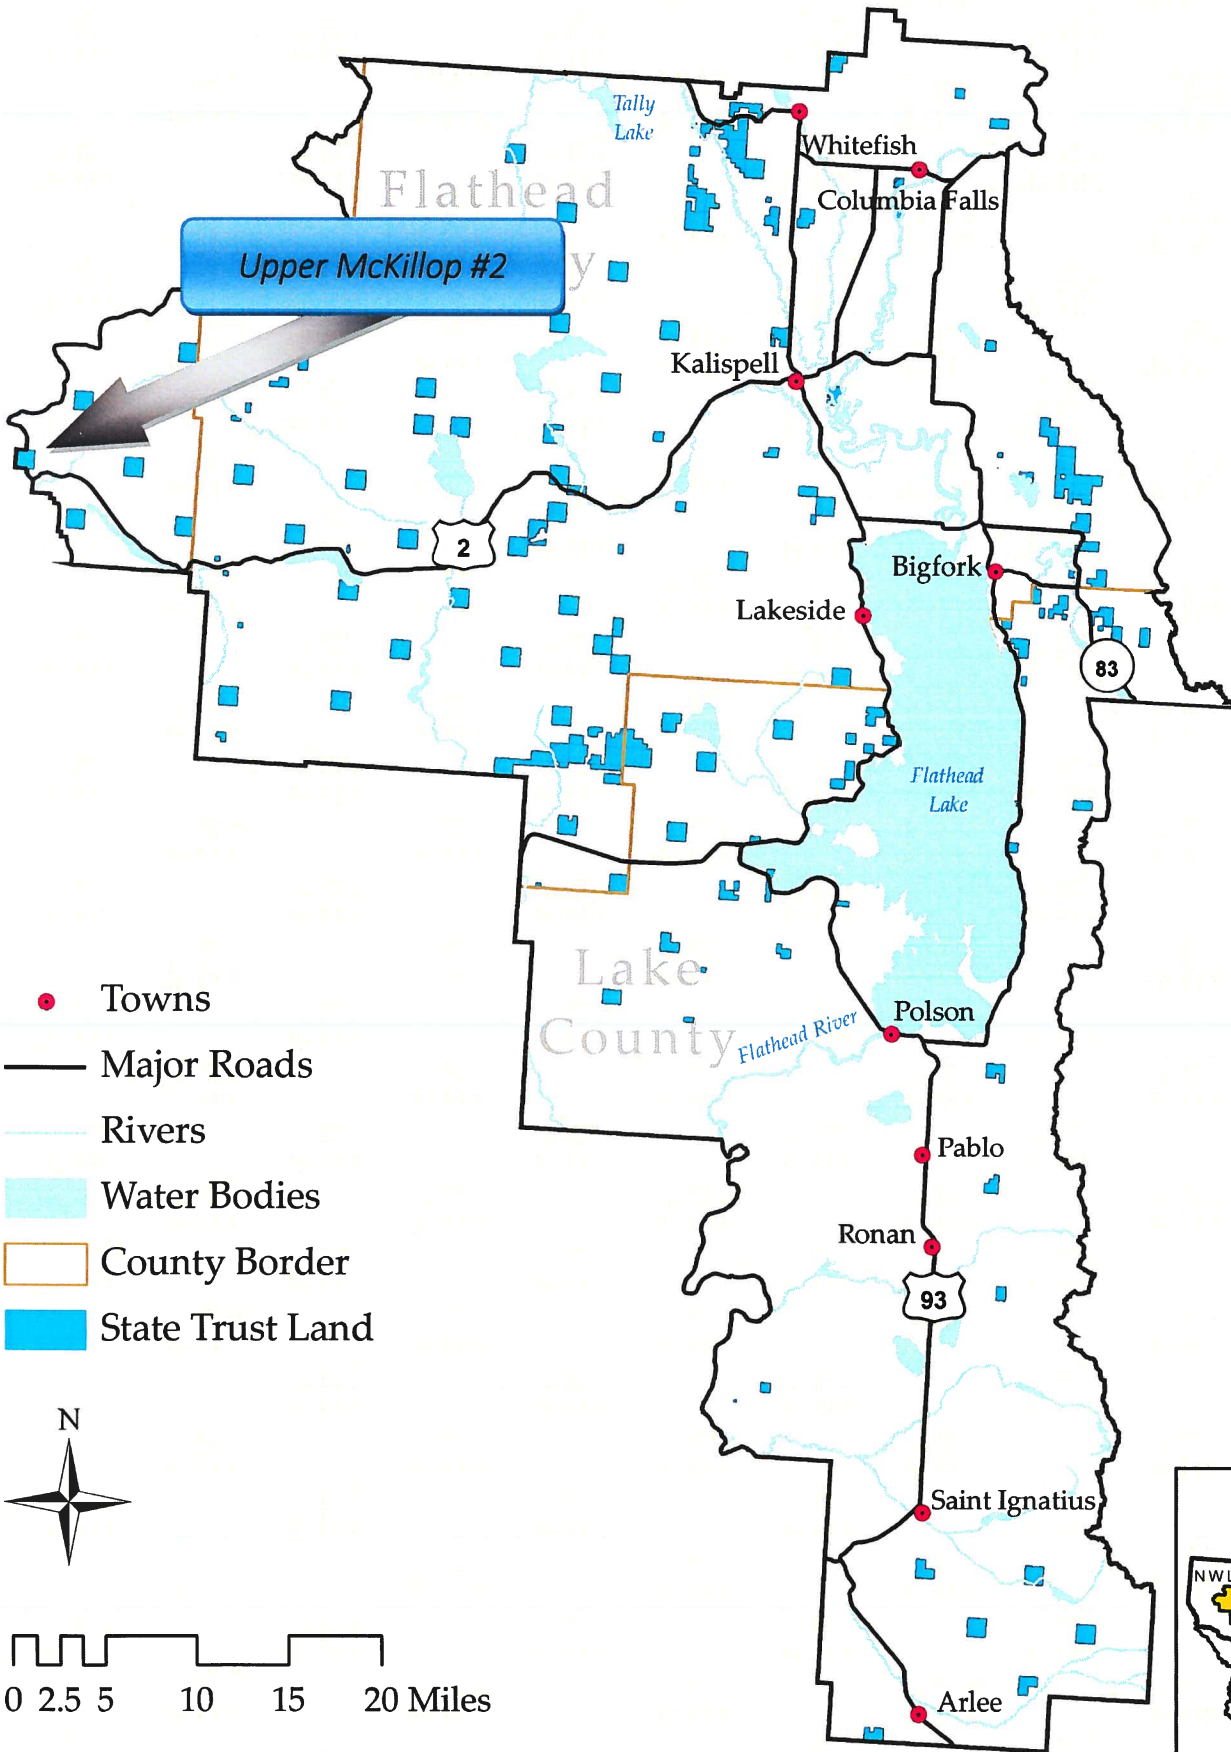 Tally
Lake
Whitefish
Columbia Falls
Flathead
y
Upper McKillop #2
Kalispell
2
Bigfork
Lakeside
83
Flathead
Lake
Lake
County
Flathead River
Polson
Pablo
Ronan
93
Saint Ignatius
Arlee
Towns
Major Roads
Rivers
Water Bodies
County Border
State Trust Land
N
0 2.5 5 10 15 20 Miles
NWL